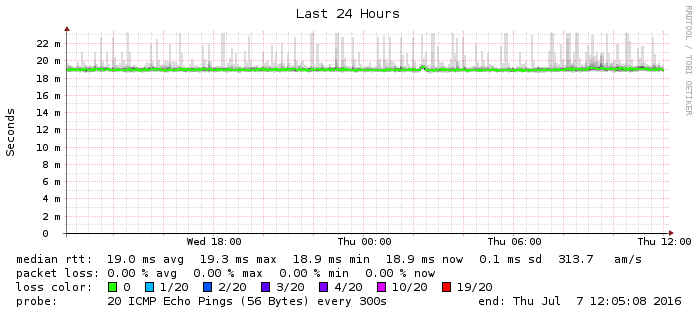 Last 24 Hours
RRDTOOL / TOBI OETIKER
Seconds
22 m
20 m
18 m
16 m
14 m
12 m
10 m
8 m
6 m
4 m
2 m
0
Wed 18:00 Thu 00:00 Thu 06:00 Thu 12:00
median rtt: 19.0 ms avg 19.3 ms max 18.9 ms min 18.9 ms now 0.1 ms sd 313.7 am/s
packet loss: 0.00 % avg 0.00 % max 0.00 % min 0.00 % now
loss color: 0 1/20 2/20 3/20 4/20 10/20 19/20
probe: 20 ICMP Echo Pings (56 Bytes) every 300s end: Thu Jul 7 12:05:08 2016